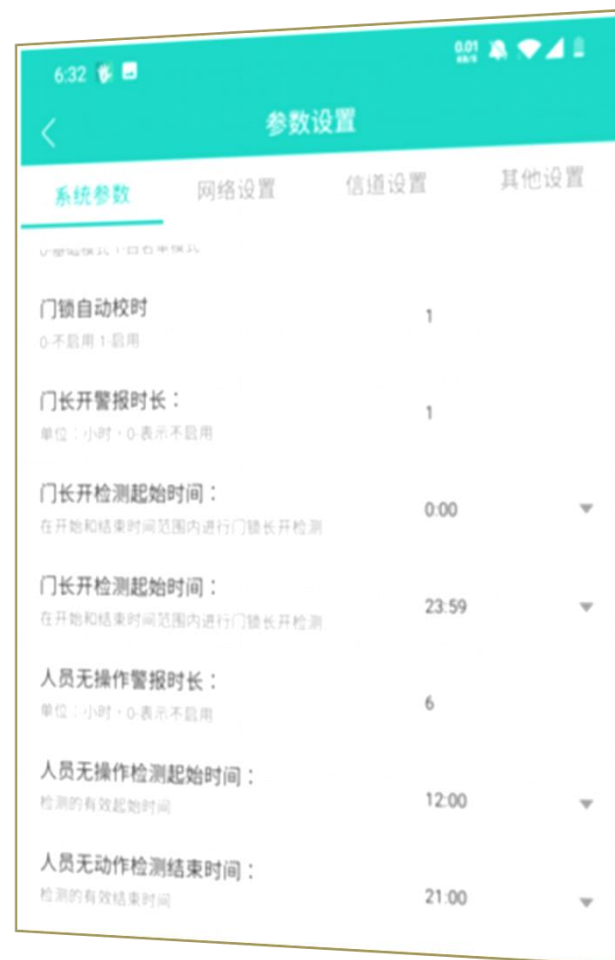 6:32
0.01
KB/S
参数设置
系统参数 网络设置 信道设置 其他设置
门锁自动校时 1
0-不启用 1-启用
门长开警报时长： 1
单位：小时，0-表示不启用
门长开检测起始时间： 0:00
在开始和结束时间范围内进行门锁长开检测
门长开检测起始时间： 23:59
在开始和结束时间范围内进行门锁长开检测
人员无操作警报时长： 6
单位：小时，0-表示不启用
人员无操作检测起始时间： 12:00
检测的有效起始时间
人员无动作检测结束时间： 21:00
检测的有效结束时间